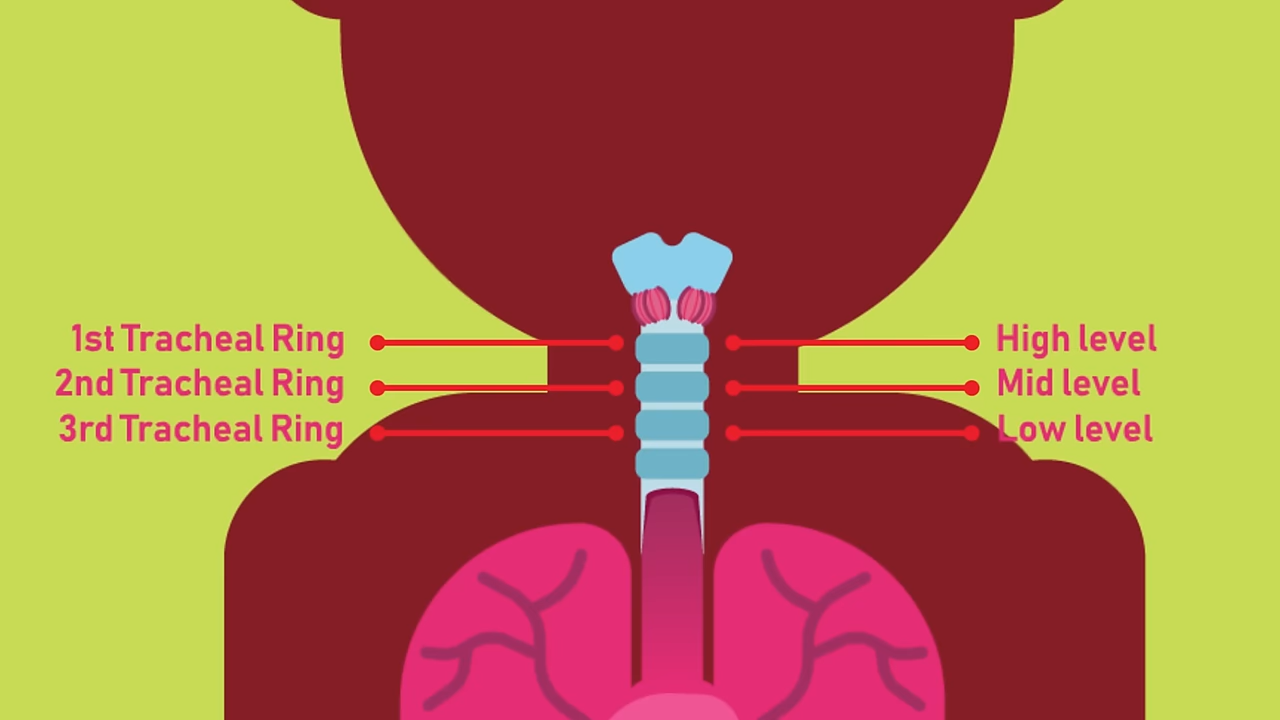 1st Tracheal Ring
2nd Tracheal Ring
3rd Tracheal Ring
High level
Mid level
Low level